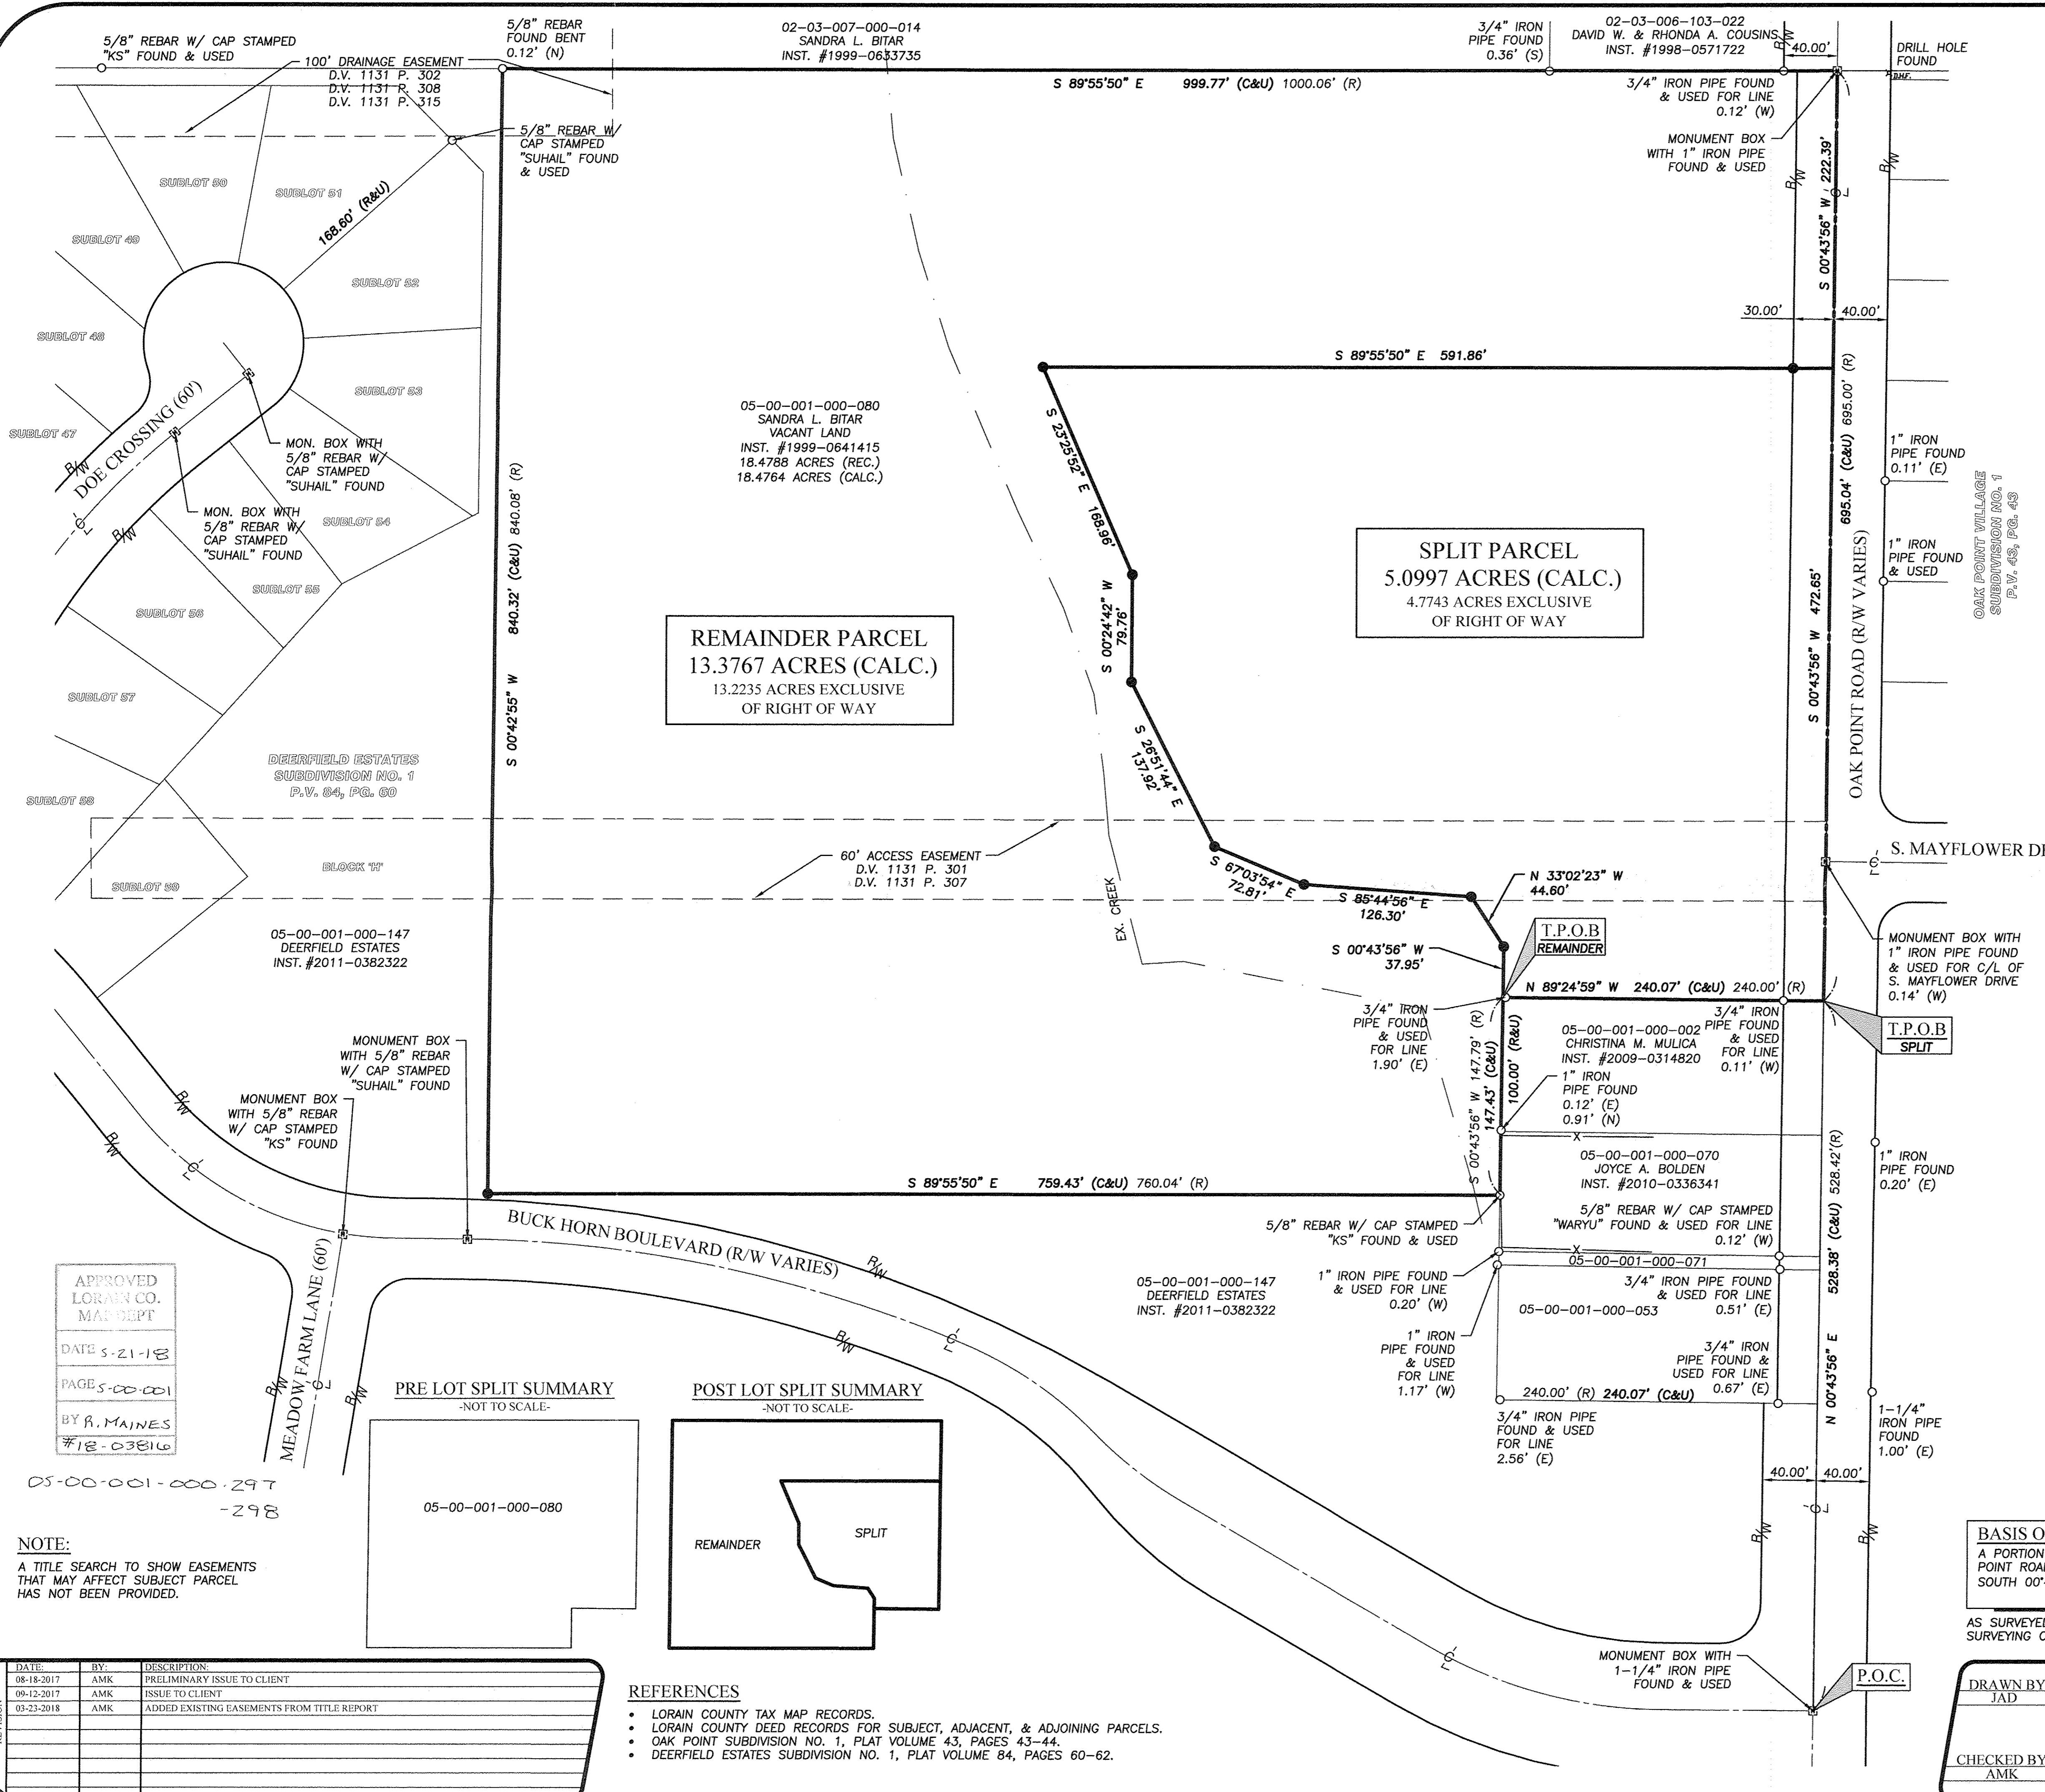 5/8" REBAR W/ CAP STAMPED
"KS" FOUND & USED
100' DRAINAGE EASEMENT
D.V. 1131 P. 302
D.V. 1131 P. 308
D.V. 1131 P. 315
5/8" REBAR
FOUND BENT
0.12' (N)
02-03-007-000-014
SANDRA L. BITAR
INST. #1999-0633735
3/4" IRON
PIPE FOUND
0.36' (S)
02-03-006-103-022
DAVID W. & RHONDA A. COUSINS
INST. #1998-0571722
R/W
40.00'
DRILL HOLE
FOUND
D.H.F.
S 89°55'50" E 999.77' (C&U) 1000.06' (R)
3/4" IRON PIPE FOUND
& USED FOR LINE
0.12' (W)
MONUMENT BOX
WITH 1" IRON PIPE
FOUND & USED
5/8" REBAR W/
CAP STAMPED
"SUHAIL" FOUND
& USED
168.60' (R&U)
SUBLOT 50
SUBLOT 51
SUBLOT 49
SUBLOT 52
SUBLOT 48
SUBLOT 53
SUBLOT 47
SUBLOT 54
SUBLOT 55
SUBLOT 56
SUBLOT 57
SUBLOT 58
SUBLOT 59
BLOCK "H"
DOE CROSSING (60')
R/W
R/W
MON. BOX WITH
5/8" REBAR W/
CAP STAMPED
"SUHAIL" FOUND
MON. BOX WITH
5/8" REBAR W/
CAP STAMPED
"SUHAIL" FOUND
R/W
R/W
S 00°43'56" W 222.39'
30.00'
40.00'
S 89°55'50" E 591.86'
695.04' (C&U) 695.00' (R)
S 00°43'56" W 472.65'
OAK POINT ROAD (R/W VARIES)
1" IRON
PIPE FOUND
0.11' (E)
1" IRON
PIPE FOUND
& USED
OAK POINT VILLAGE
SUBDIVISION NO. 1
P.V. 43, PG. 43
05-00-001-000-080
SANDRA L. BITAR
VACANT LAND
INST. #1999-0641415
18.4788 ACRES (REC.)
18.4764 ACRES (CALC.)
S 00°42'55" W 840.32' (C&U) 840.08' (R)
S 23°25'52" E 168.96'
S 00°24'42" W
79.76'
S 26°51'44" E
137.92'
S 67°03'54" E
72.81'
S 85°44'56" E
126.30'
N 33°02'23" W
44.60'
S 00°43'56" W
37.95'
SPLIT PARCEL
5.0997 ACRES (CALC.)
4.7743 ACRES EXCLUSIVE
OF RIGHT OF WAY
REMAINDER PARCEL
13.3767 ACRES (CALC.)
13.2235 ACRES EXCLUSIVE
OF RIGHT OF WAY
DEERFIELD ESTATES
SUBDIVISION NO. 1
P.V. 84, PG. 60
60' ACCESS EASEMENT
D.V. 1131 P. 301
D.V. 1131 P. 307
EX. CREEK
S. MAYFLOWER DR
T.P.O.B
REMAINDER
MONUMENT BOX WITH
1" IRON PIPE FOUND
& USED FOR C/L OF
S. MAYFLOWER DRIVE
0.14' (W)
T.P.O.B
SPLIT
N 89°24'59" W 240.07' (C&U) 240.00' (R)
05-00-001-000-147
DEERFIELD ESTATES
INST. #2011-0382322
3/4" IRON
PIPE FOUND
& USED
FOR LINE
1.90' (E)
S 00°43'56" W 147.79' (R)
147.43' (C&U)
100.00' (R&U)
05-00-001-000-002
CHRISTINA M. MULICA
INST. #2009-0314820
3/4" IRON
PIPE FOUND
& USED
FOR LINE
0.11' (W)
1" IRON
PIPE FOUND
0.12' (E)
0.91' (N)
X
05-00-001-000-070
JOYCE A. BOLDEN
INST. #2010-0336341
5/8" REBAR W/ CAP STAMPED
"WARYU" FOUND & USED FOR LINE
0.12' (W)
X
05-00-001-000-071
3/4" IRON PIPE FOUND
& USED FOR LINE
0.51' (E)
05-00-001-000-053
3/4" IRON
PIPE FOUND &
USED FOR LINE
0.67' (E)
N 00°43'56" E 528.38' (C&U) 528.42'(R)
1" IRON
PIPE FOUND
0.20' (E)
1-1/4"
IRON PIPE
FOUND
1.00' (E)
MONUMENT BOX
WITH 5/8" REBAR
W/ CAP STAMPED
"SUHAIL" FOUND
MONUMENT BOX
WITH 5/8" REBAR
W/ CAP STAMPED
"KS" FOUND
R/W
R/W
S 89°55'50" E 759.43' (C&U) 760.04' (R)
5/8" REBAR W/ CAP STAMPED
"KS" FOUND & USED
1" IRON PIPE FOUND
& USED FOR LINE
0.20' (W)
1" IRON
PIPE FOUND
& USED
FOR LINE
1.17' (W)
240.00' (R) 240.07' (C&U)
3/4" IRON PIPE
FOUND & USED
FOR LINE
2.56' (E)
BUCK HORN BOULEVARD (R/W VARIES)
R/W
R/W
05-00-001-000-147
DEERFIELD ESTATES
INST. #2011-0382322
MEADOW FARM LANE (60')
R/W
R/W
40.00'
40.00'
R/W
R/W
APPROVED
LORAIN CO.
MAP DEPT
DATE 5-21-18
PAGE 5-00-001
BY R. MAINES
#18-03816
05-00-001-000-297
-298
PRE LOT SPLIT SUMMARY
-NOT TO SCALE-
05-00-001-000-080
POST LOT SPLIT SUMMARY
-NOT TO SCALE-
REMAINDER
SPLIT
NOTE:
A TITLE SEARCH TO SHOW EASEMENTS
THAT MAY AFFECT SUBJECT PARCEL
HAS NOT BEEN PROVIDED.
BASIS O
A PORTION
POINT ROA
SOUTH 00°
AS SURVEYE
SURVEYING C
MONUMENT BOX WITH
1-1/4" IRON PIPE
FOUND & USED
P.O.C.
DATE: BY: DESCRIPTION:
08-18-2017 AMK PRELIMINARY ISSUE TO CLIENT
09-12-2017 AMK ISSUE TO CLIENT
03-23-2018 AMK ADDED EXISTING EASEMENTS FROM TITLE REPORT
REFERENCES
• LORAIN COUNTY TAX MAP RECORDS.
• LORAIN COUNTY DEED RECORDS FOR SUBJECT, ADJACENT, & ADJOINING PARCELS.
• OAK POINT SUBDIVISION NO. 1, PLAT VOLUME 43, PAGES 43-44.
• DEERFIELD ESTATES SUBDIVISION NO. 1, PLAT VOLUME 84, PAGES 60-62.
DRAWN BY
JAD
CHECKED BY
AMK